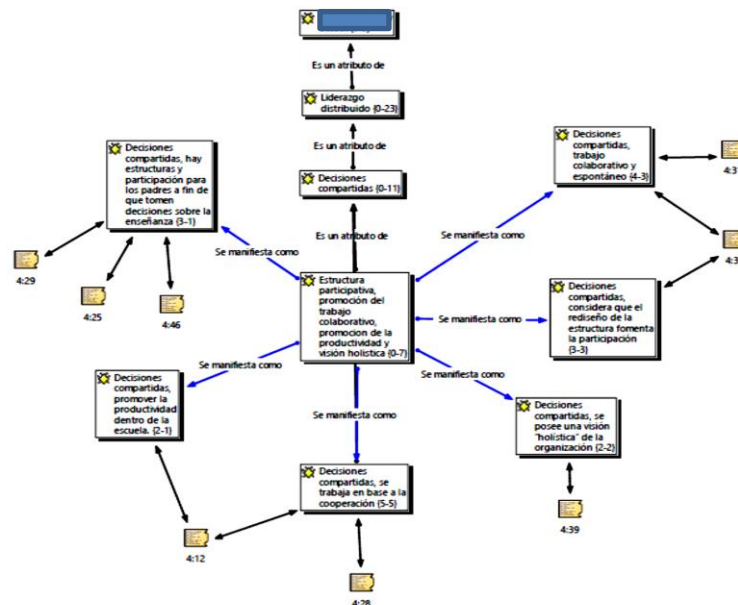 Es un atributo de
Liderazgo
distribuido {0-23}
Es un atributo de
Decisiones
compartidas {0-11}
Es un atributo de
Decisiones
compartidas, hay
estructuras y
participación para
los padres a fin de
que tomen
decisiones sobre la
enseñanza {3-1}
Decisiones
compartidas,
trabajo
colaborativo y
espontáneo {4-3}
Se manifiesta como
Se manifiesta como
4:29
4:25
4:46
Estructura
participativa,
promoción del
trabajo
colaborativo,
promocion de la
productividad y
visión holística {0-7}
Se manifiesta como
Decisiones
compartidas,
considera que el
rediseño de la
estructura fomenta
la participación
{3-3}
Se manifiesta como
Se manifiesta como
Se manifiesta como
Decisiones
compartidas,
promover la
productividad
dentro de la
escuela. {2-1}
Decisiones
compartidas, se
posee una visión
"holística" de la
organización {2-2}
Decisiones
compartidas, se
trabaja en base a la
cooperación {5-5}
4:12
4:28
4:39